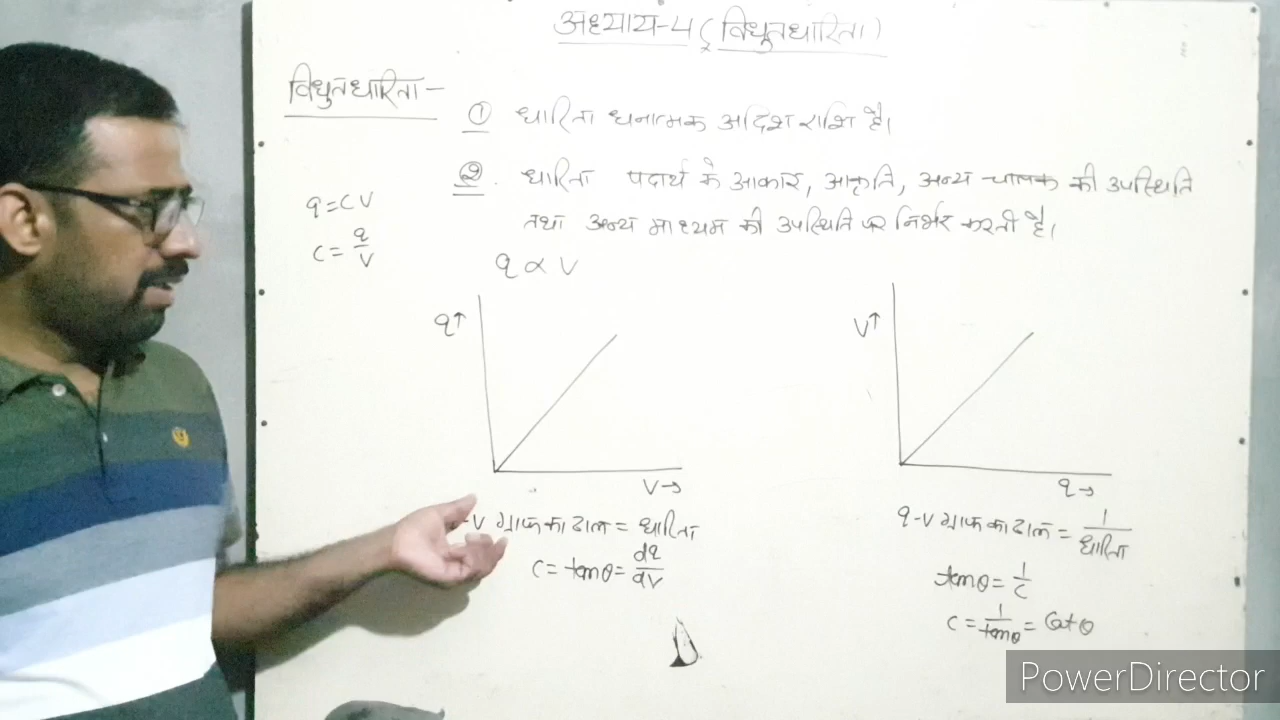 अध्याय-4 (विधुतधारिता)
विधुतधारिता-
① धारिता धनात्मक अदिश राशि है।
② धारिता पदार्थ के आकार, आकृति, अन्य चालक की उपस्थिति
तथा अन्य माध्यम की उपस्थिति पर निर्भर करती है।
q=CV
C=q/V
q∝V
q↑
V→
V↑
q→
-V ग्राफ का ढाल = धारिता
C=tanθ=dq/dV
q-V ग्राफ का ढाल = 1/धारिता
tanθ=1/C
C=1/tanθ=Cotθ
PowerDirector